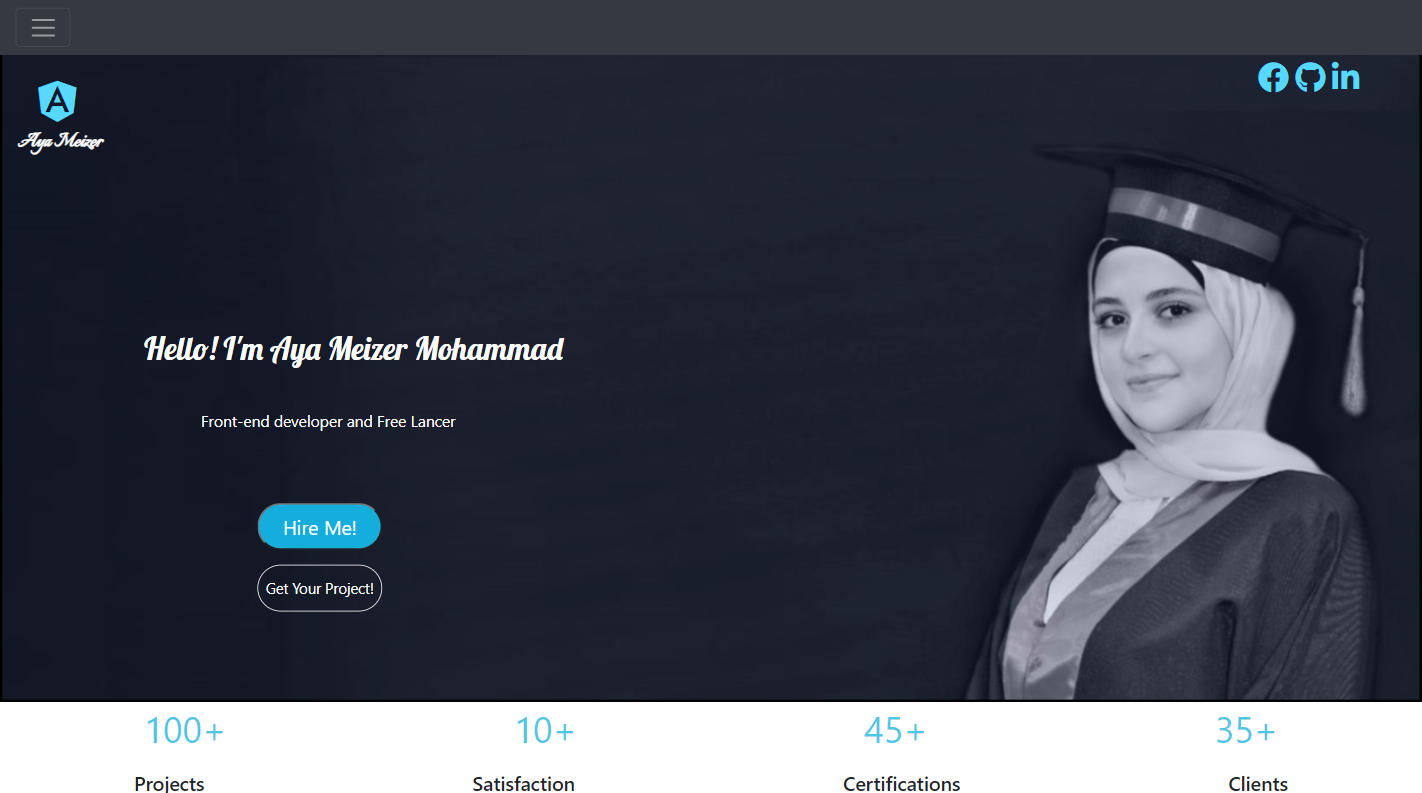 A
Aya Meizer
Hello! I'm Aya Meizer Mohammad
Front-end developer and Free Lancer
Hire Me!
Get Your Project!
100+ 10+ 45+ 35+
Projects Satisfaction Certifications Clients